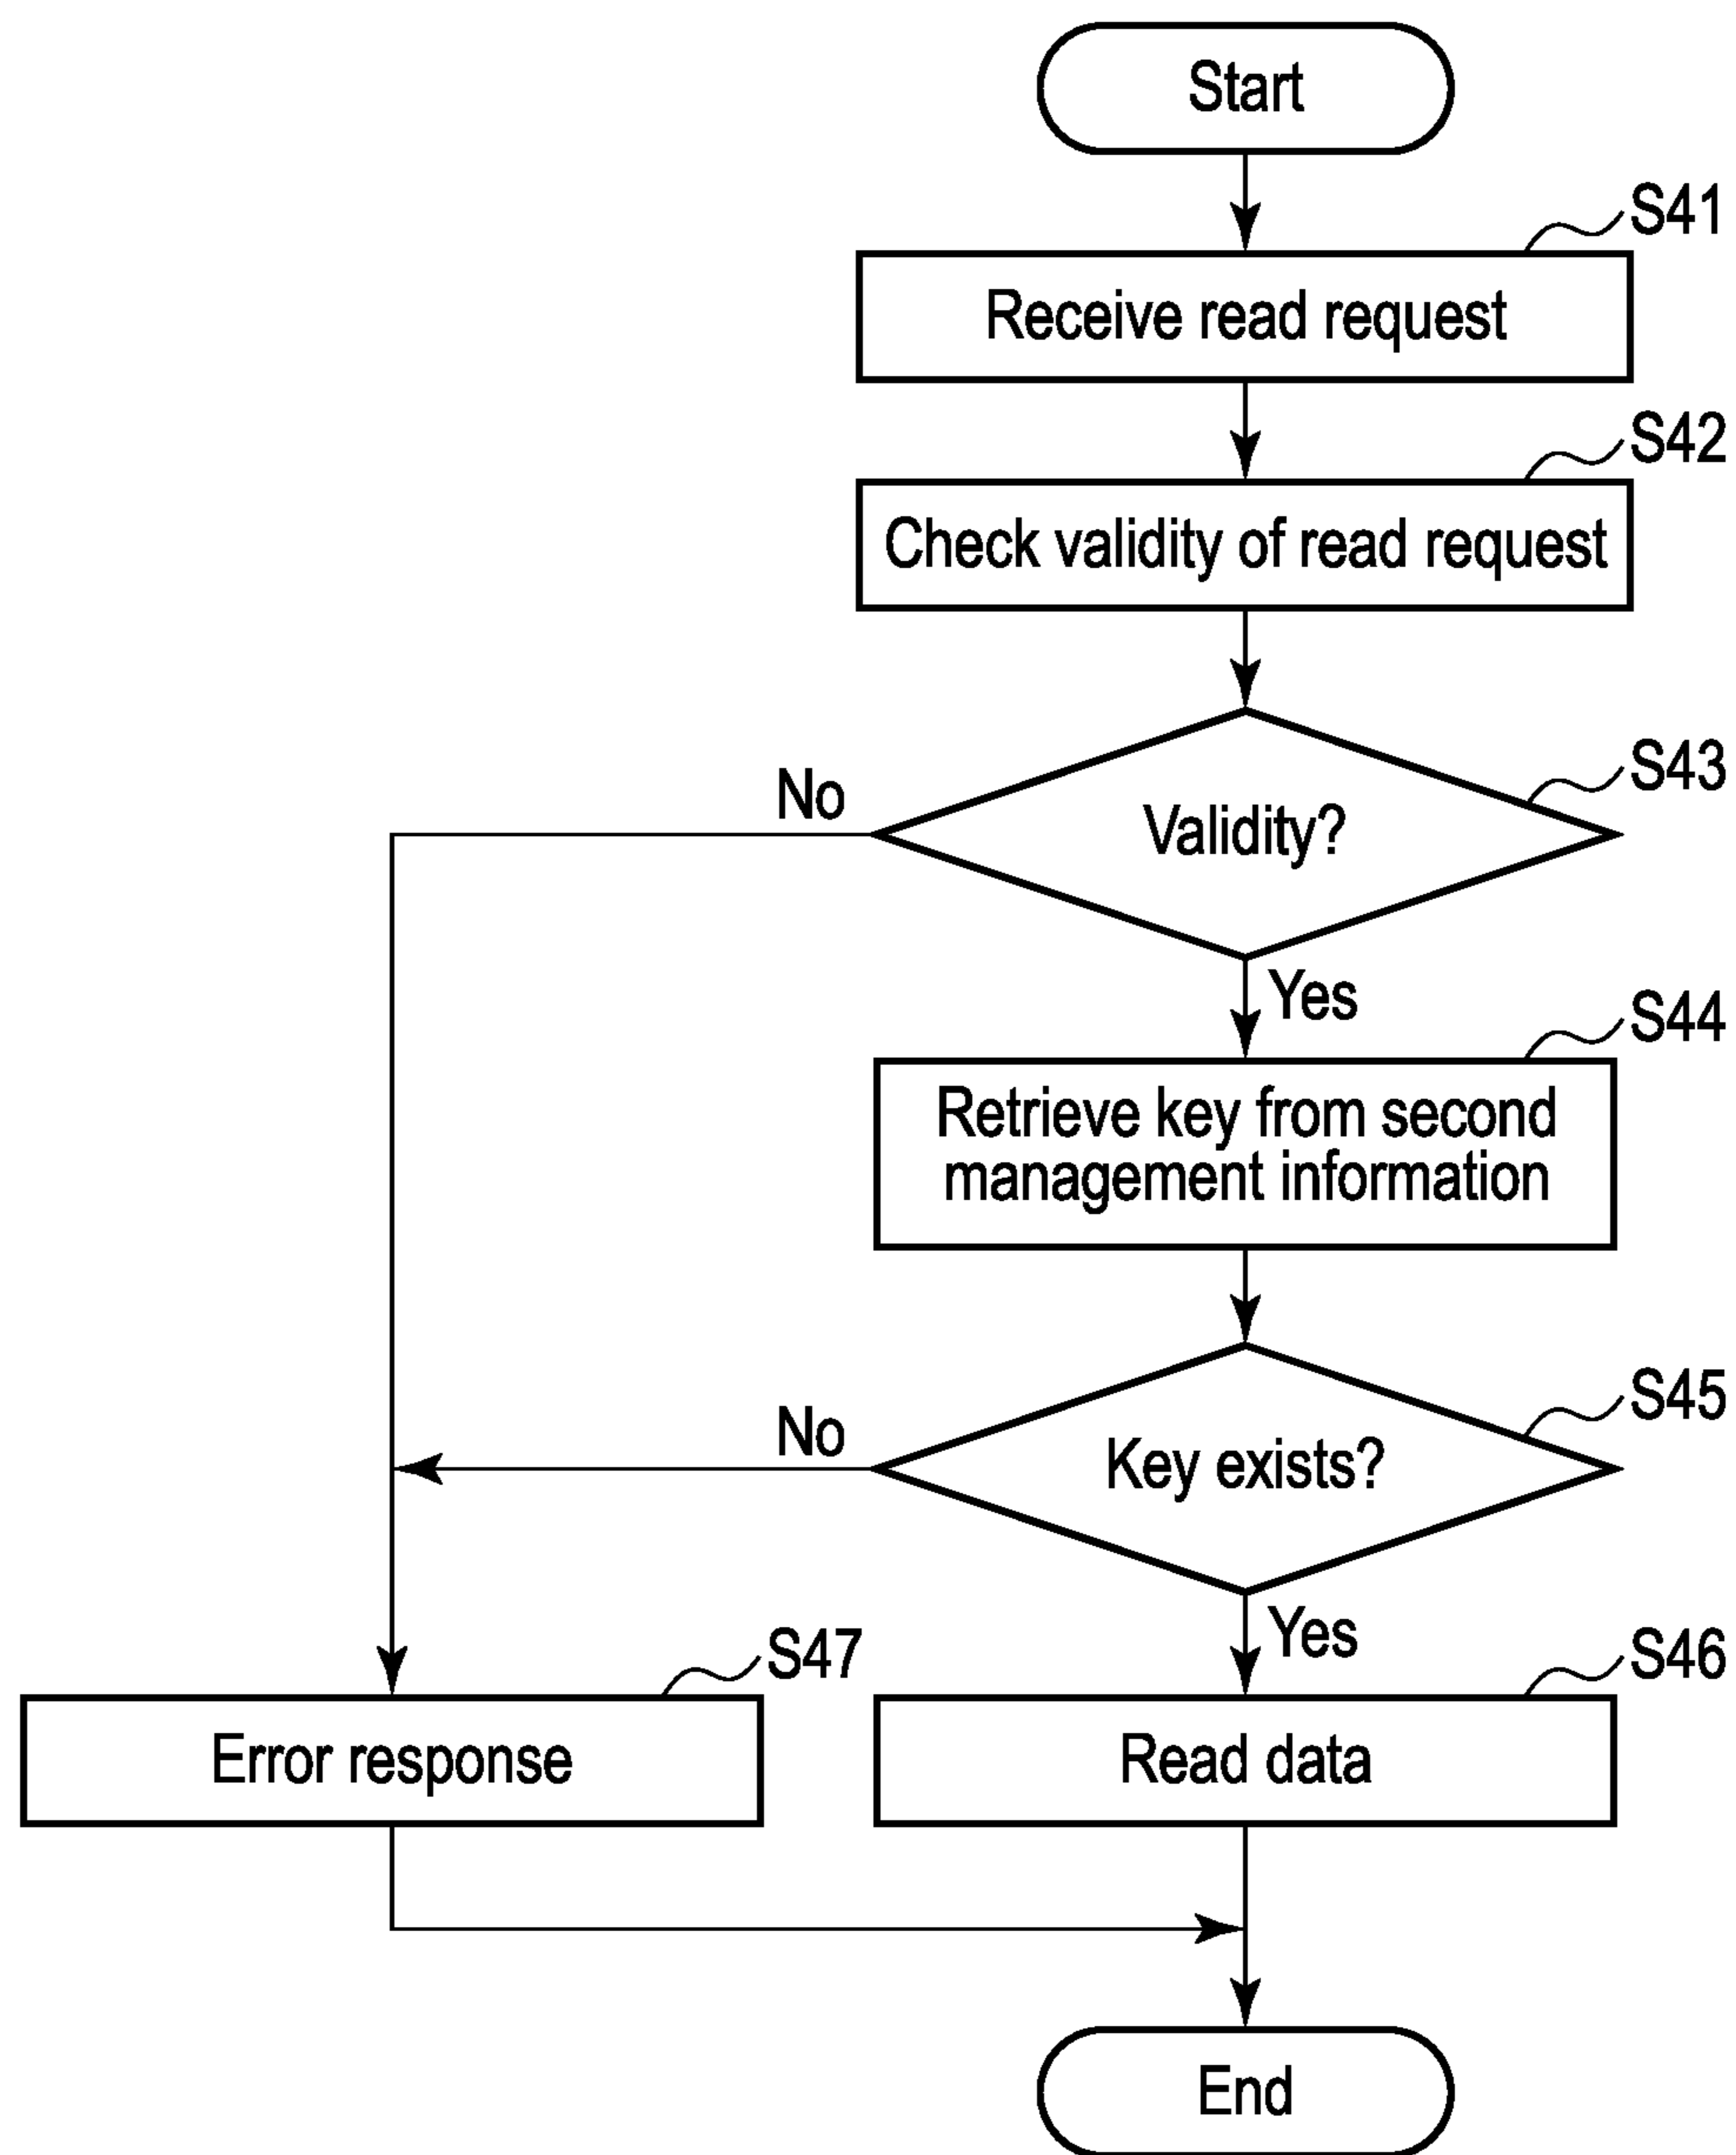 Start
S41
Receive read request
S42
Check validity of read request
S43
No
Validity?
Yes
S44
Retrieve key from second
management information
S45
No
Key exists?
Yes
S47
S46
Error response
Read data
End